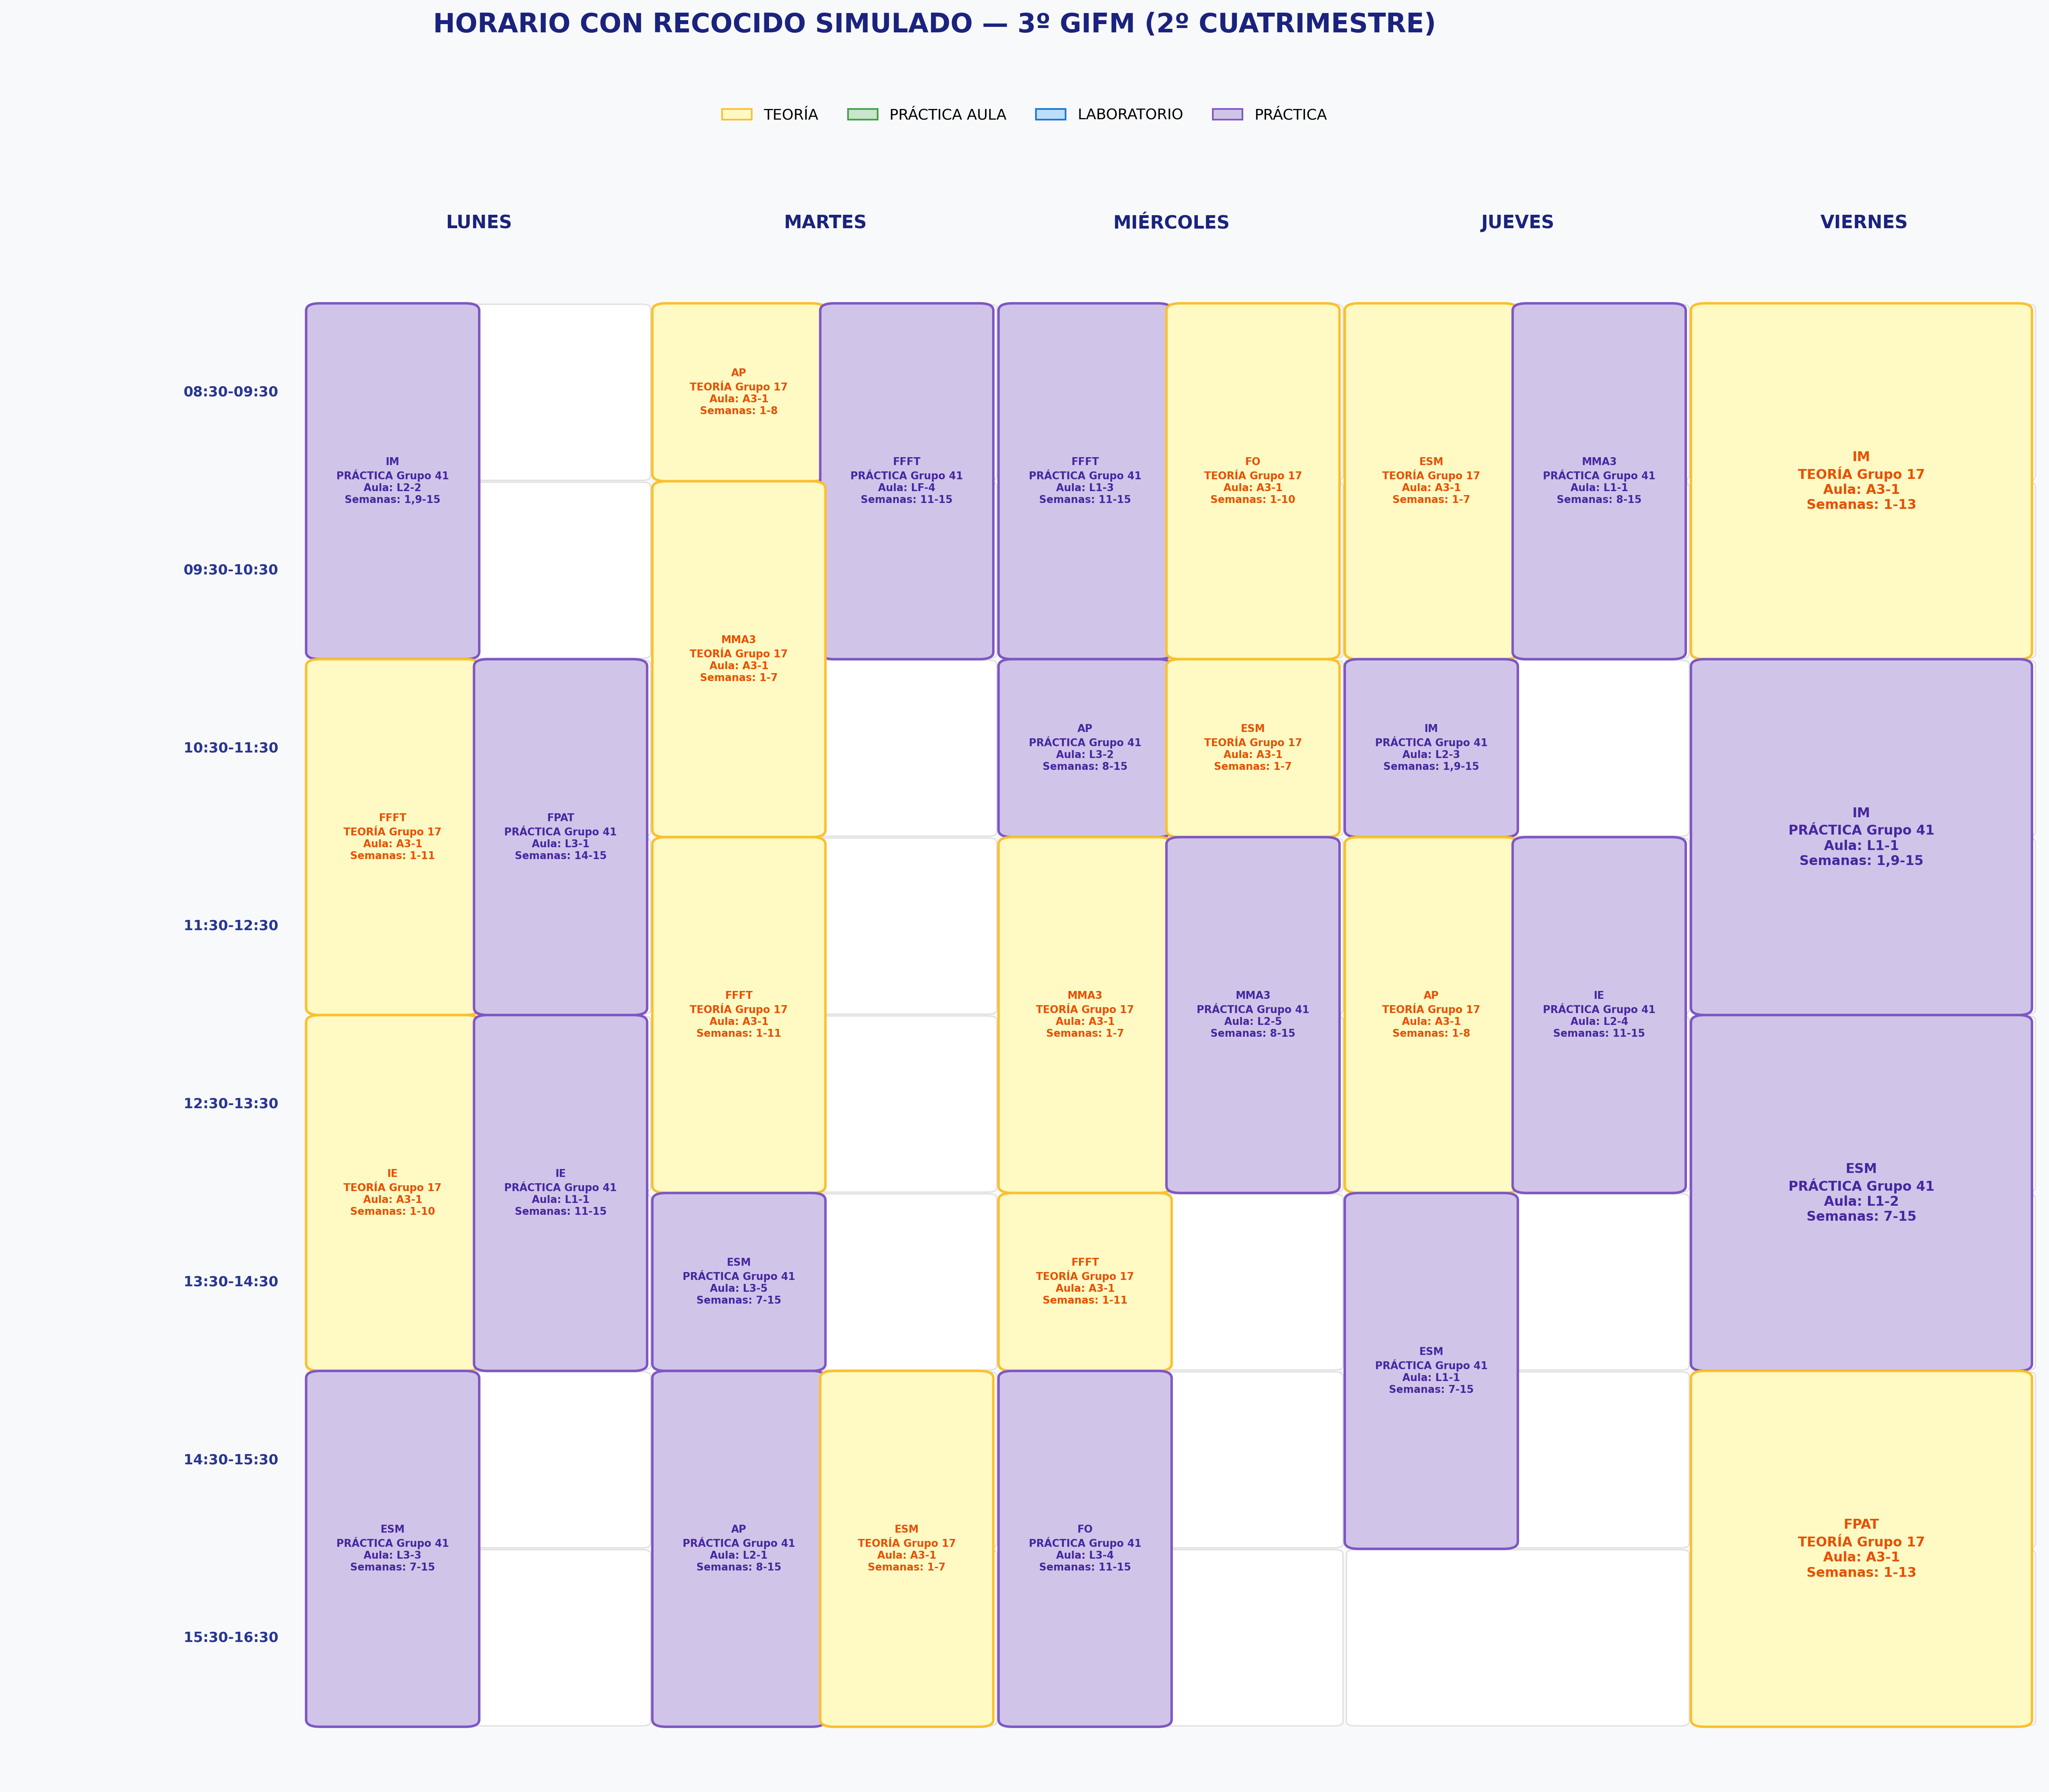 HORARIO CON RECOCIDO SIMULADO — 3º GIFM (2º CUATRIMESTRE)
TEORÍA
PRÁCTICA AULA
LABORATORIO
PRÁCTICA
LUNES
MARTES
MIÉRCOLES
JUEVES
VIERNES
08:30-09:30
AP
TEORÍA Grupo 17
Aula: A3-1
Semanas: 1-8
IM
PRÁCTICA Grupo 41
Aula: L2-2
Semanas: 1,9-15
FFFT
PRÁCTICA Grupo 41
Aula: LF-4
Semanas: 11-15
FFFT
PRÁCTICA Grupo 41
Aula: L1-3
Semanas: 11-15
FO
TEORÍA Grupo 17
Aula: A3-1
Semanas: 1-10
ESM
TEORÍA Grupo 17
Aula: A3-1
Semanas: 1-7
MMA3
PRÁCTICA Grupo 41
Aula: L1-1
Semanas: 8-15
IM
TEORÍA Grupo 17
Aula: A3-1
Semanas: 1-13
09:30-10:30
MMA3
TEORÍA Grupo 17
Aula: A3-1
Semanas: 1-7
10:30-11:30
AP
PRÁCTICA Grupo 41
Aula: L3-2
Semanas: 8-15
ESM
TEORÍA Grupo 17
Aula: A3-1
Semanas: 1-7
IM
PRÁCTICA Grupo 41
Aula: L2-3
Semanas: 1,9-15
FFFT
TEORÍA Grupo 17
Aula: A3-1
Semanas: 1-11
FPAT
PRÁCTICA Grupo 41
Aula: L3-1
Semanas: 14-15
IM
PRÁCTICA Grupo 41
Aula: L1-1
Semanas: 1,9-15
11:30-12:30
FFFT
TEORÍA Grupo 17
Aula: A3-1
Semanas: 1-11
MMA3
TEORÍA Grupo 17
Aula: A3-1
Semanas: 1-7
MMA3
PRÁCTICA Grupo 41
Aula: L2-5
Semanas: 8-15
AP
TEORÍA Grupo 17
Aula: A3-1
Semanas: 1-8
IE
PRÁCTICA Grupo 41
Aula: L2-4
Semanas: 11-15
12:30-13:30
IE
TEORÍA Grupo 17
Aula: A3-1
Semanas: 1-10
IE
PRÁCTICA Grupo 41
Aula: L1-1
Semanas: 11-15
ESM
PRÁCTICA Grupo 41
Aula: L1-2
Semanas: 7-15
13:30-14:30
ESM
PRÁCTICA Grupo 41
Aula: L3-5
Semanas: 7-15
FFFT
TEORÍA Grupo 17
Aula: A3-1
Semanas: 1-11
ESM
PRÁCTICA Grupo 41
Aula: L1-1
Semanas: 7-15
14:30-15:30
ESM
PRÁCTICA Grupo 41
Aula: L3-3
Semanas: 7-15
AP
PRÁCTICA Grupo 41
Aula: L2-1
Semanas: 8-15
ESM
TEORÍA Grupo 17
Aula: A3-1
Semanas: 1-7
FO
PRÁCTICA Grupo 41
Aula: L3-4
Semanas: 11-15
FPAT
TEORÍA Grupo 17
Aula: A3-1
Semanas: 1-13
15:30-16:30